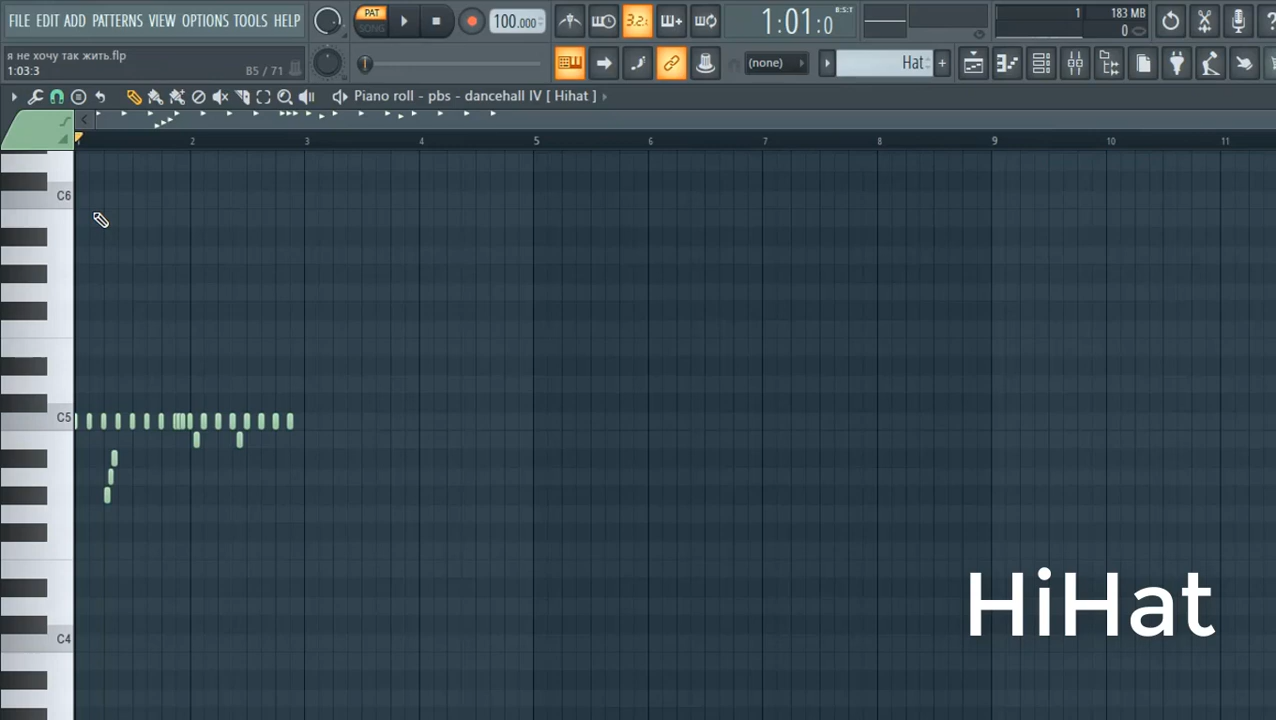 FILE EDIT ADD PATTERNS VIEW OPTIONS TOOLS HELP
PAT
SONG
100.000
3.2.
1:01:0
B:S:T
1
183 MB
0
я не хочу так жить.flp
1:03:3
B5 / 71
(none)
Hat
Piano roll - pbs - dancehall IV [ Hihat ]
2 3 4 5 6 7 8 9 10 11
C6
C5
C4
HiHat